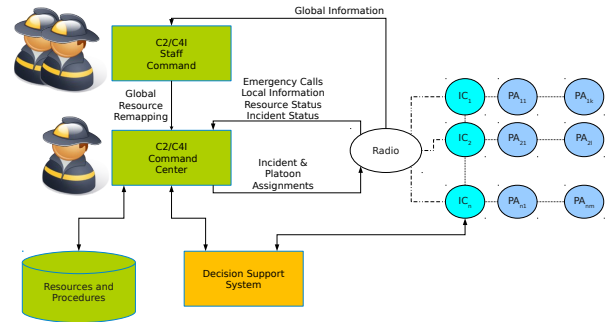 Global Information
C2/C4I
Staff
Command
Global
Resource
Remapping
Emergency Calls
Local Information
Resource Status
Incident Status
C2/C4I
Command
Center
Incident &
Platoon
Assignments
Radio
IC1 PA11 PA1k
IC2 PA21 PA2l
ICn PAn1 PAnm
Resources and
Procedures
Decision Support
System